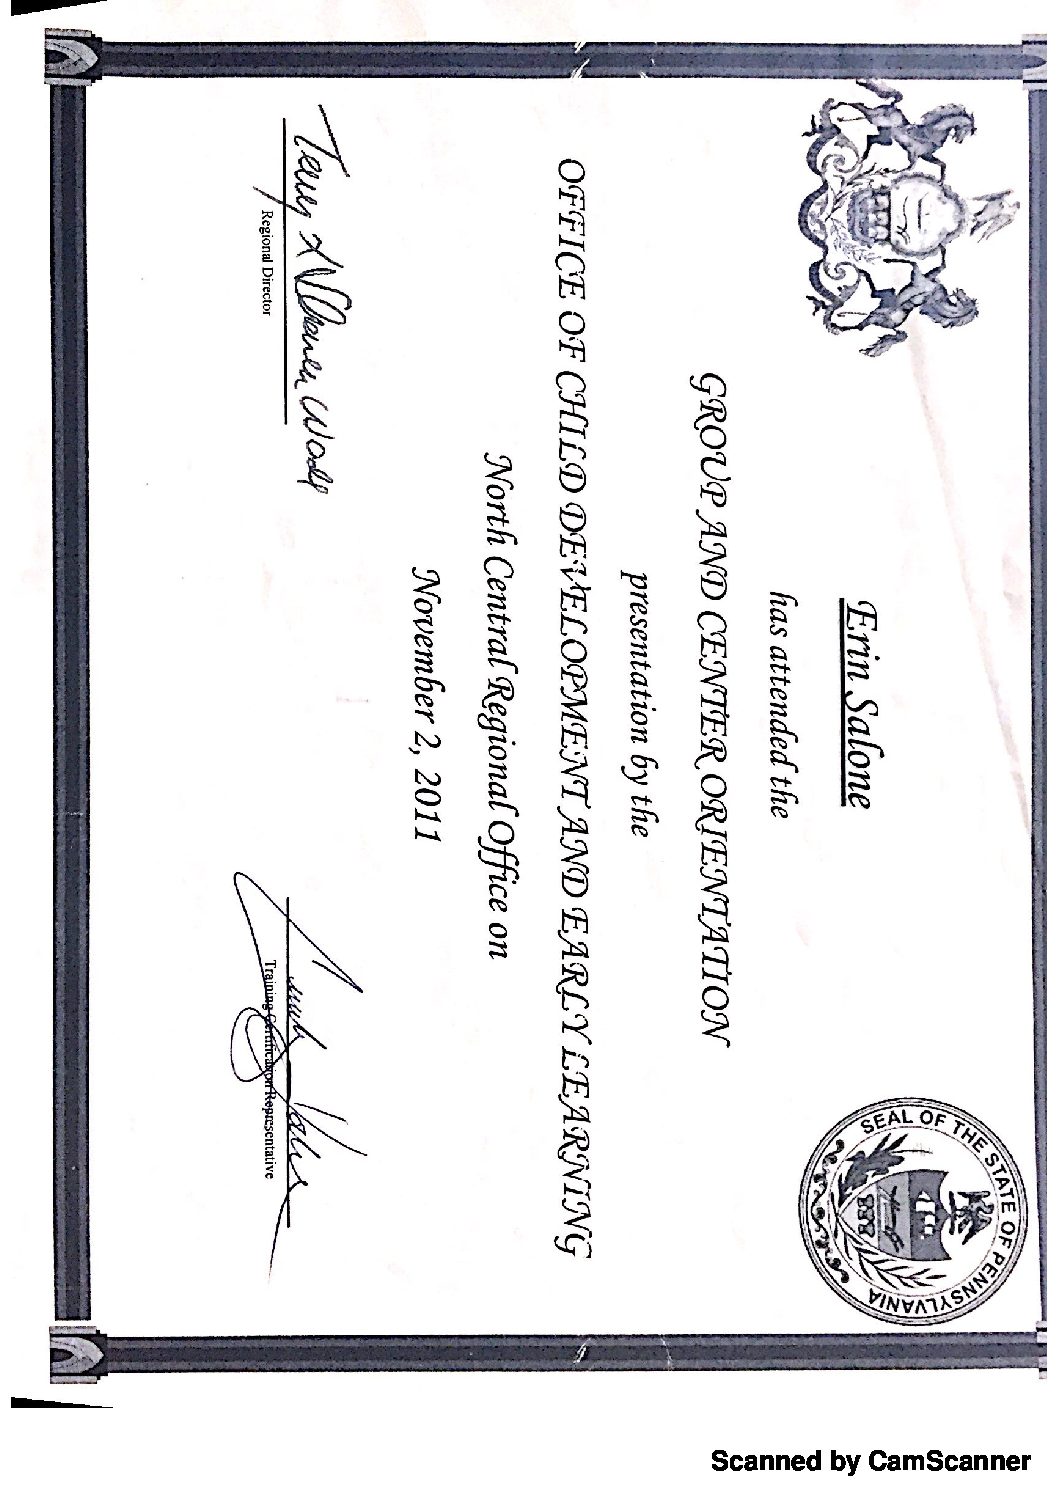 SEAL OF THE STATE OF PENNSYLVANIA
Erin Salone
has attended the
GROUP AND CENTER ORIENTATION
presentation by the
OFFICE OF CHILD DEVELOPMENT AND EARLY LEARNING
North Central Regional Office on
November 2, 2011
Regional Director
Training Certification Representative
Scanned by CamScanner